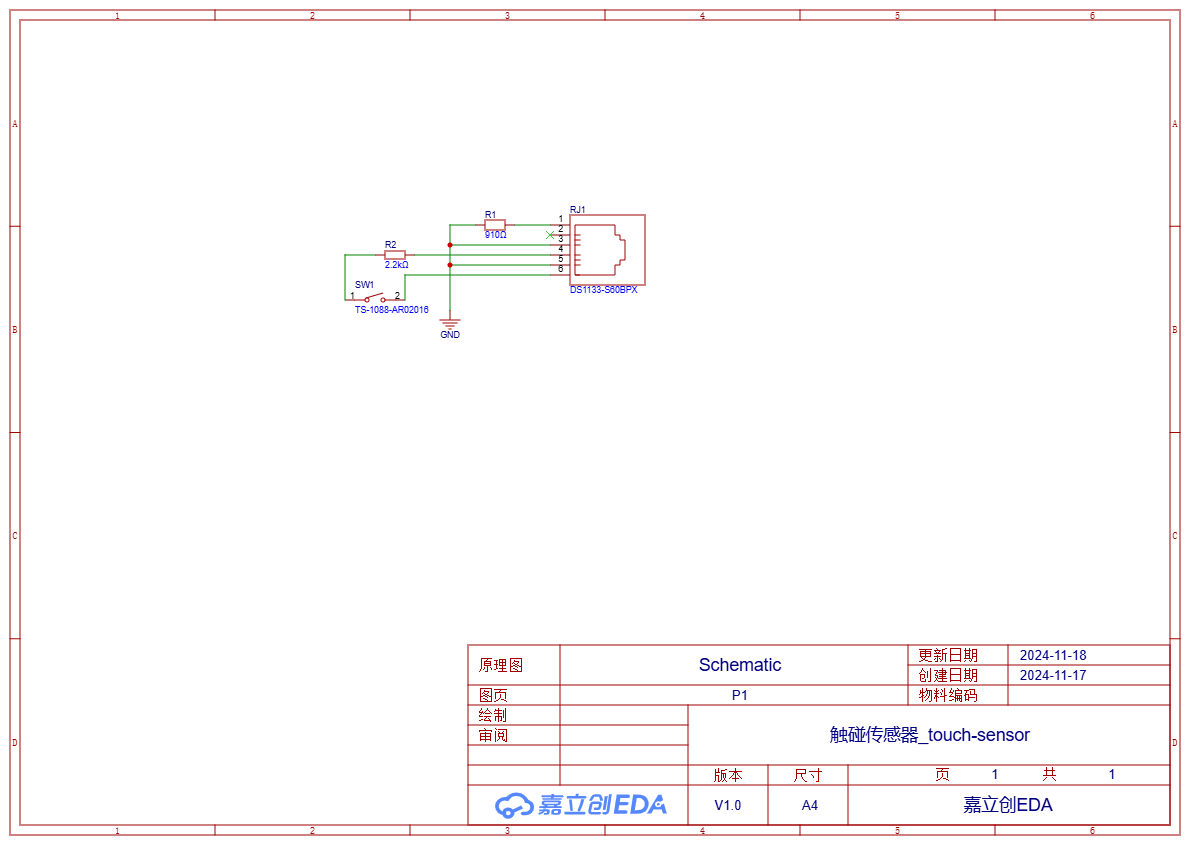 1 2 3 4 5 6
A A
RJ1
R1
1
2
910Ω
3
R2
4
5
2.2kΩ
6
SW1
DS1133-S60BPX
1 2
TS-1088-AR02016
B B
GND
C C
原理图 Schematic 更新日期 2024-11-18
创建日期 2024-11-17
图页 P1 物料编码
绘制
审阅
触碰传感器_touch-sensor
D D
版本 尺寸 页 1 共 1
嘉立创EDA V1.0 A4 嘉立创EDA
1 2 3 4 5 6